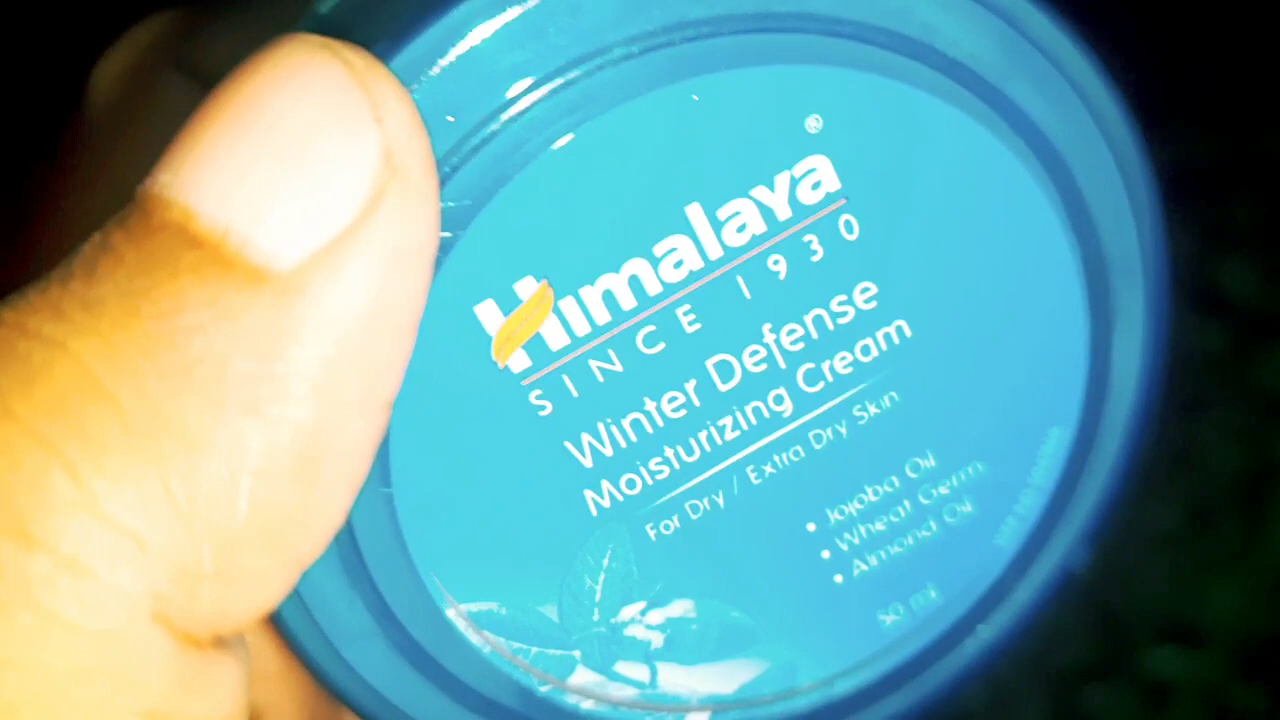 Himalaya®
SINCE 1930
Winter Defense
Moisturizing Cream
For Dry / Extra Dry Skin
• Jojoba Oil
• Wheat Germ
• Almond Oil
50 ml